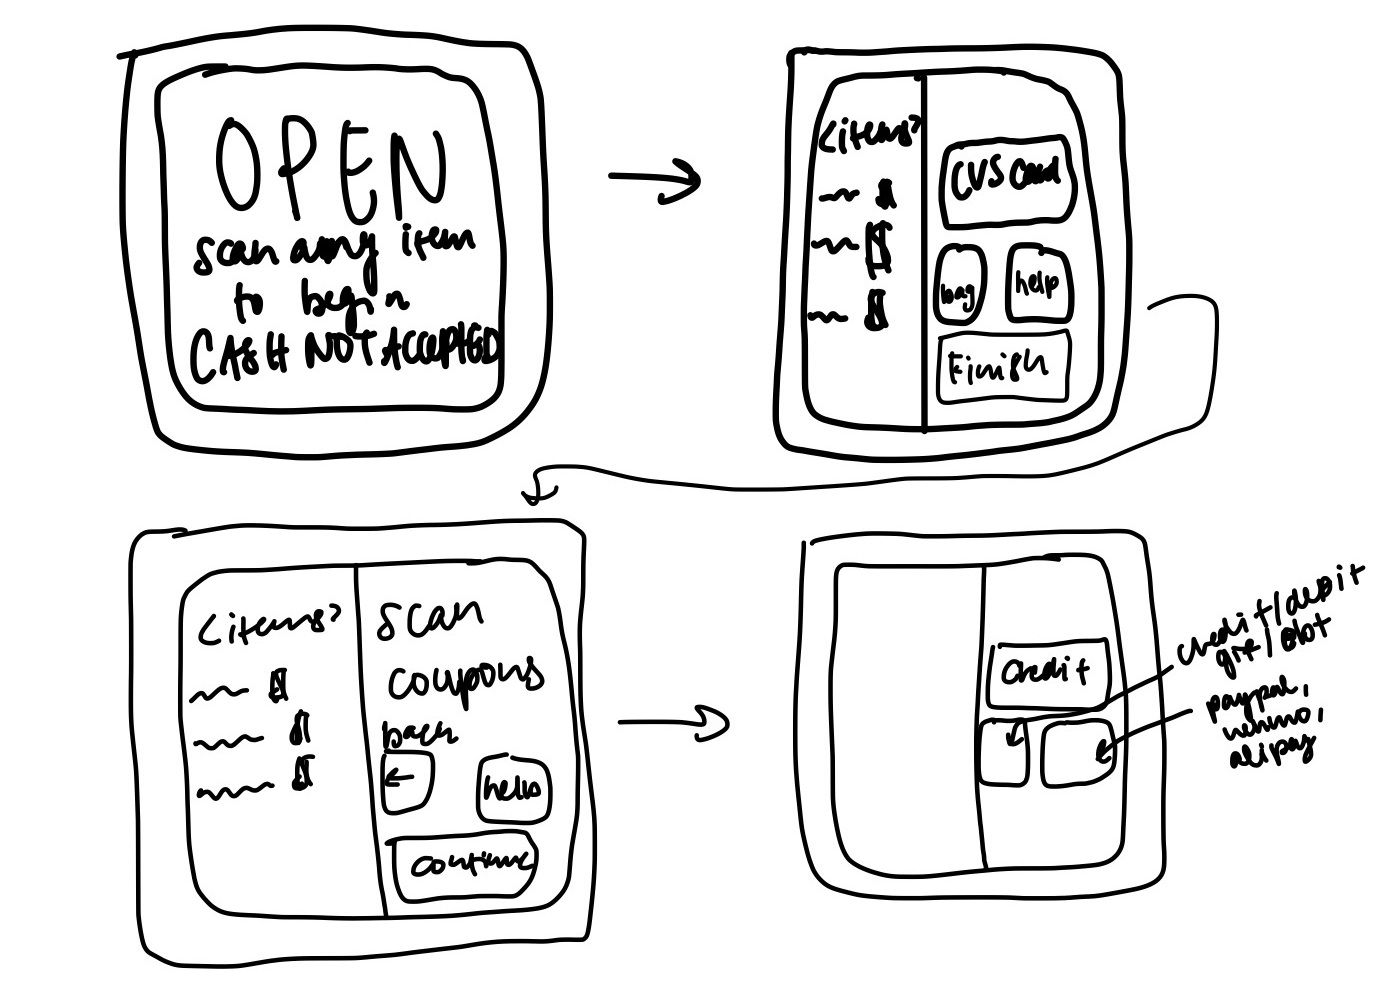 OPEN
scan any item
to begin
CASH NOT ACCEPTED
<items>
$
$
$
CVS Card
bag
help
Finish
<items>
$
$
$
scan
coupons
back
←
help
continue
Credit
credit/debit
gif/ebt
paypal,
venmo,
alipay